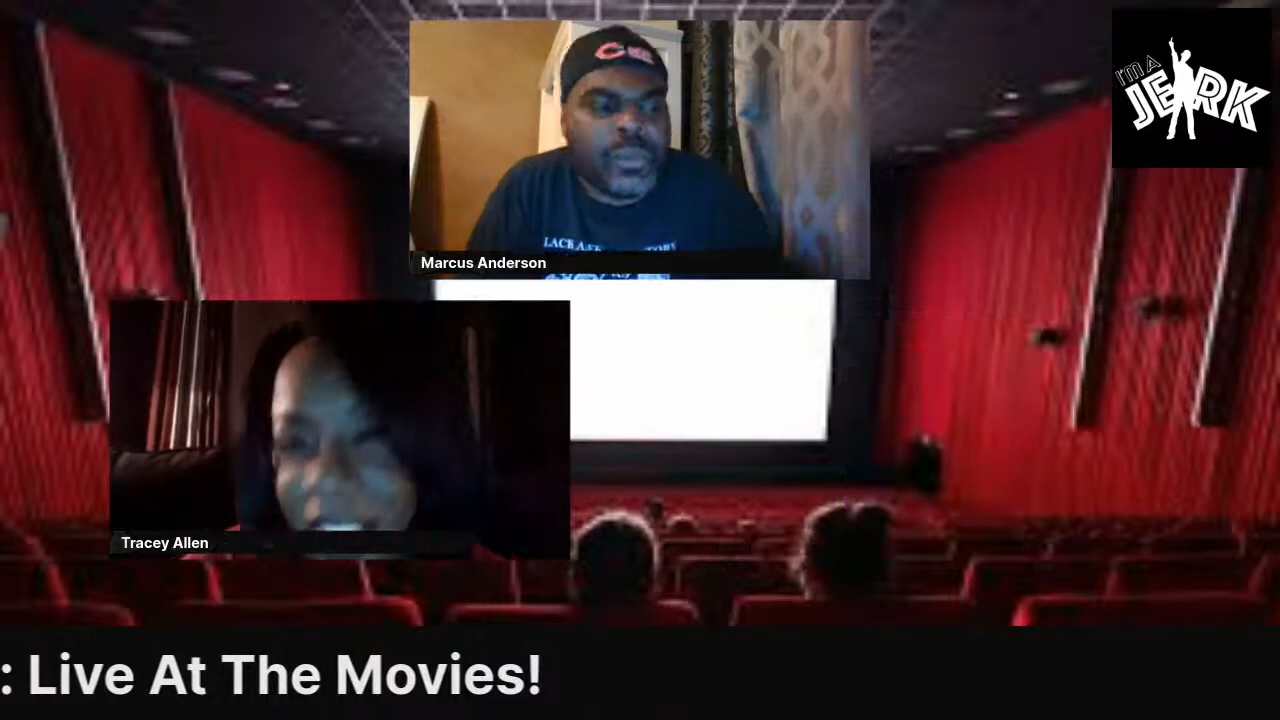 I'M A
JERK
Marcus Anderson
Tracey Allen
: Live At The Movies!